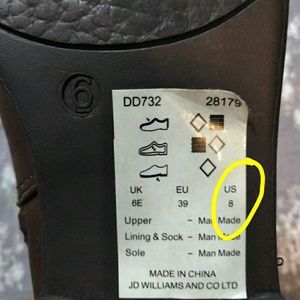 6
DD732 28179
UK EU US
6E 39 8
Upper - Man Made
Lining & Sock - Man Made
Sole - Man Made
MADE IN CHINA
JD WILLIAMS AND CO LTD